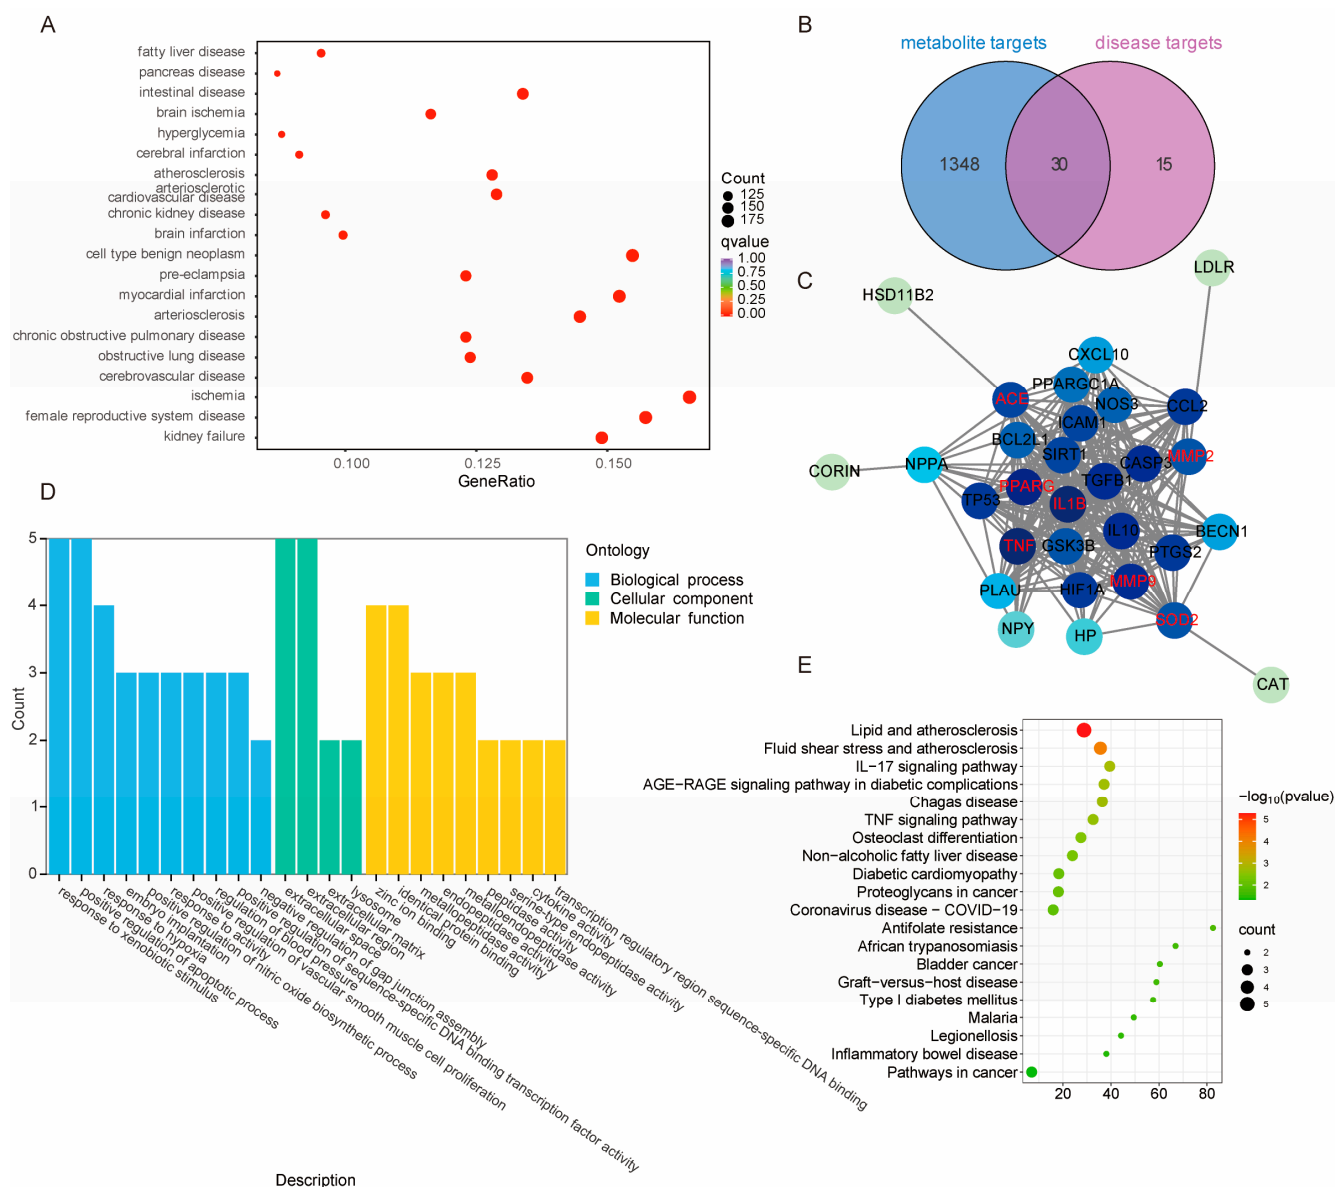 A
fatty liver disease
pancreas disease
intestinal disease
brain ischemia
hyperglycemia
cerebral infarction
atherosclerosis
arteriosclerotic
cardiovascular disease
chronic kidney disease
brain infarction
cell type benign neoplasm
pre-eclampsia
myocardial infarction
arteriosclerosis
chronic obstructive pulmonary disease
obstructive lung disease
cerebrovascular disease
ischemia
female reproductive system disease
kidney failure
0.100
0.125
0.150
GeneRatio
Count
125
150
175
qvalue
1.00
0.75
0.50
0.25
0.00
B
metabolite targets
disease targets
1348
30
15
C
LDLR
HSD11B2
CXCL10
PPARGC1A
ACE
NOS3
CCL2
ICAM1
BCL2L1
SIRT1
MMP2
CASP3
NPPA
CORIN
TGFB1
PPARG
TP53
IL1B
IL10
BECN1
TNF
GSK3B
PTGS2
MMP9
PLAU
HIF1A
SOD2
NPY
HP
CAT
D
Count
5
4
3
2
1
0
Ontology
Biological process
Cellular component
Molecular function
response to xenobiotic stimulus
positive regulation of apoptotic process
response to hypoxia
embryo implantation
positive regulation of nitric oxide biosynthetic process
response to activity
positive regulation of vascular smooth muscle cell proliferation
regulation of blood pressure
positive regulation of sequence-specific DNA binding transcription factor activity
negative regulation of gap junction assembly
extracellular space
extracellular region
extracellular matrix
lysosome
zinc ion binding
identical protein binding
metallopeptidase activity
endopeptidase activity
metalloendopeptidase activity
peptidase activity
serine-type endopeptidase activity
cytokine activity
transcription regulatory region sequence-specific DNA binding
Description
E
Lipid and atherosclerosis
Fluid shear stress and atherosclerosis
IL-17 signaling pathway
AGE-RAGE signaling pathway in diabetic complications
Chagas disease
TNF signaling pathway
Osteoclast differentiation
Non-alcoholic fatty liver disease
Diabetic cardiomyopathy
Proteoglycans in cancer
Coronavirus disease - COVID-19
Antifolate resistance
African trypanosomiasis
Bladder cancer
Graft-versus-host disease
Type I diabetes mellitus
Malaria
Legionellosis
Inflammatory bowel disease
Pathways in cancer
20
40
60
80
-log10(pvalue)
5
4
3
2
count
2
3
4
5